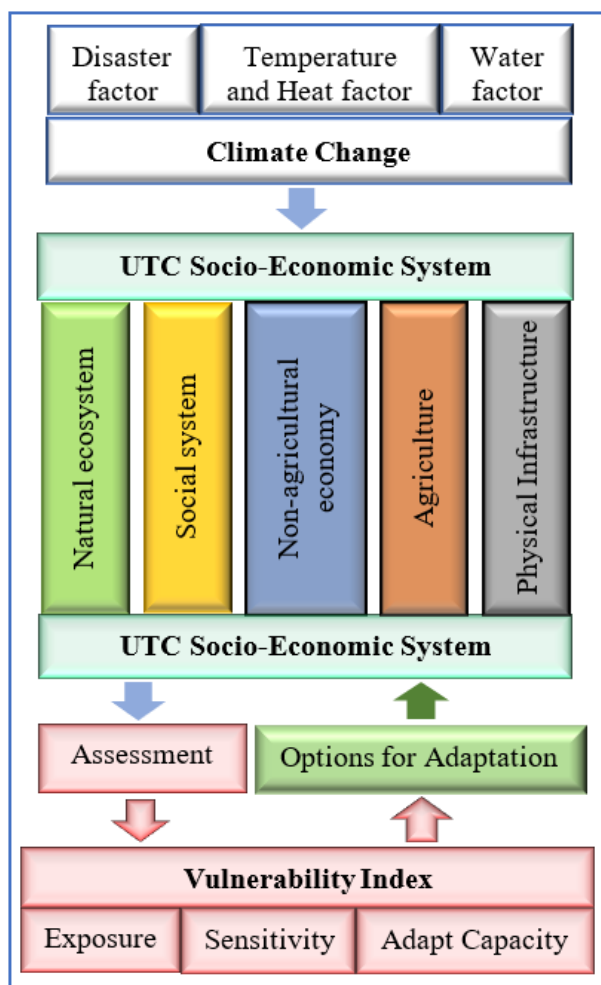 Disaster
factor
Temperature
and Heat factor
Water
factor
Climate Change
UTC Socio-Economic System
Natural ecosystem
Social system
Non-agricultural
economy
Agriculture
Physical Infrastructure
UTC Socio-Economic System
Assessment
Options for Adaptation
Vulnerability Index
Exposure
Sensitivity
Adapt Capacity